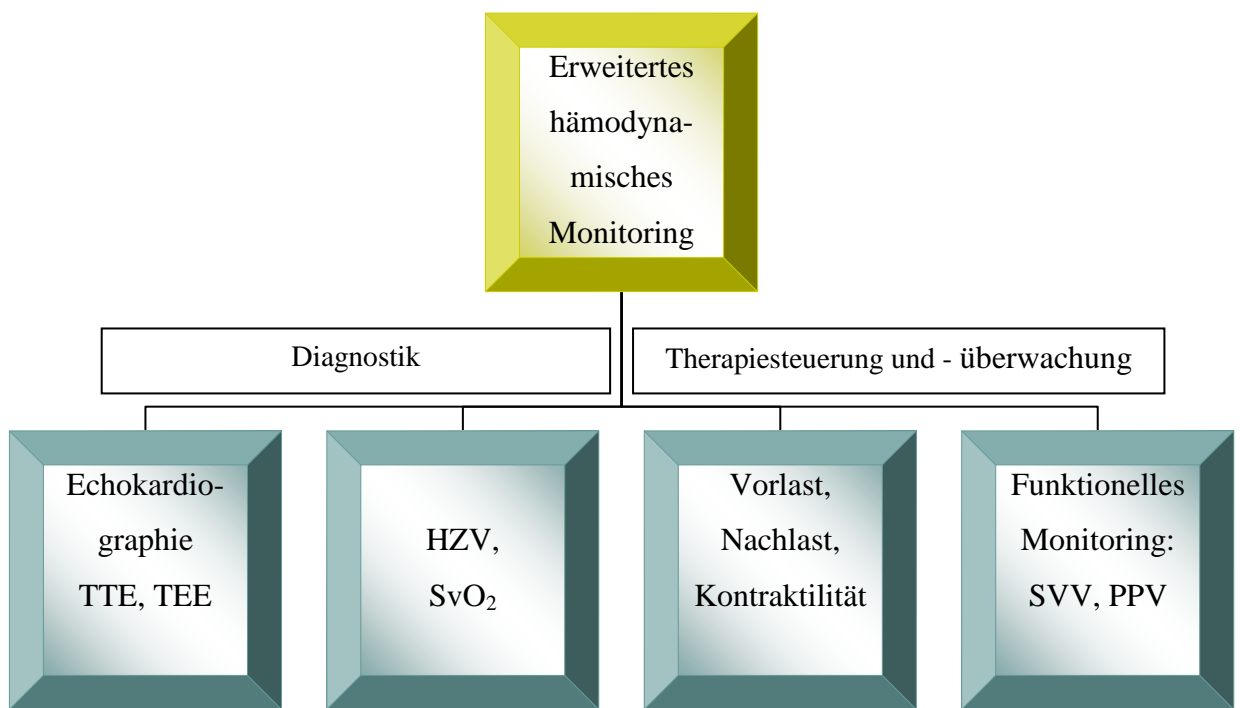 Erweitertes
hämodyna-
misches
Monitoring
Diagnostik
Therapiesteuerung und - überwachung
Echokardio-
graphie
TTE, TEE
HZV,
SvO₂
Vorlast,
Nachlast,
Kontraktilität
Funktionelles
Monitoring:
SVV, PPV